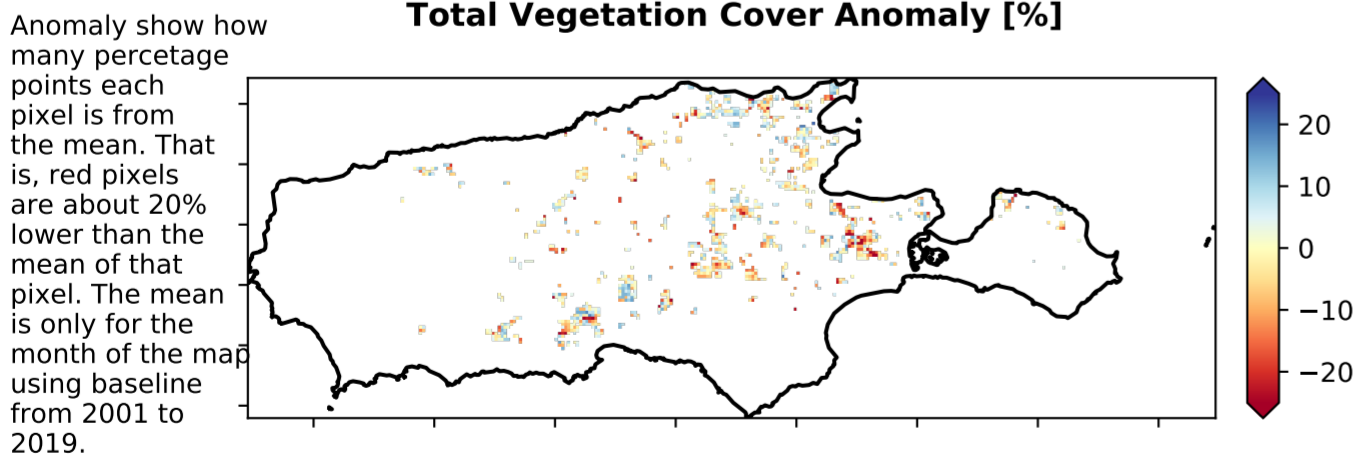 Total Vegetation Cover Anomaly [%]
Anomaly show how
many percetage
points each
pixel is from
the mean. That
is, red pixels
are about 20%
lower than the
mean of that
pixel. The mean
is only for the
month of the map
using baseline
from 2001 to
2019.
20
10
0
−10
−20